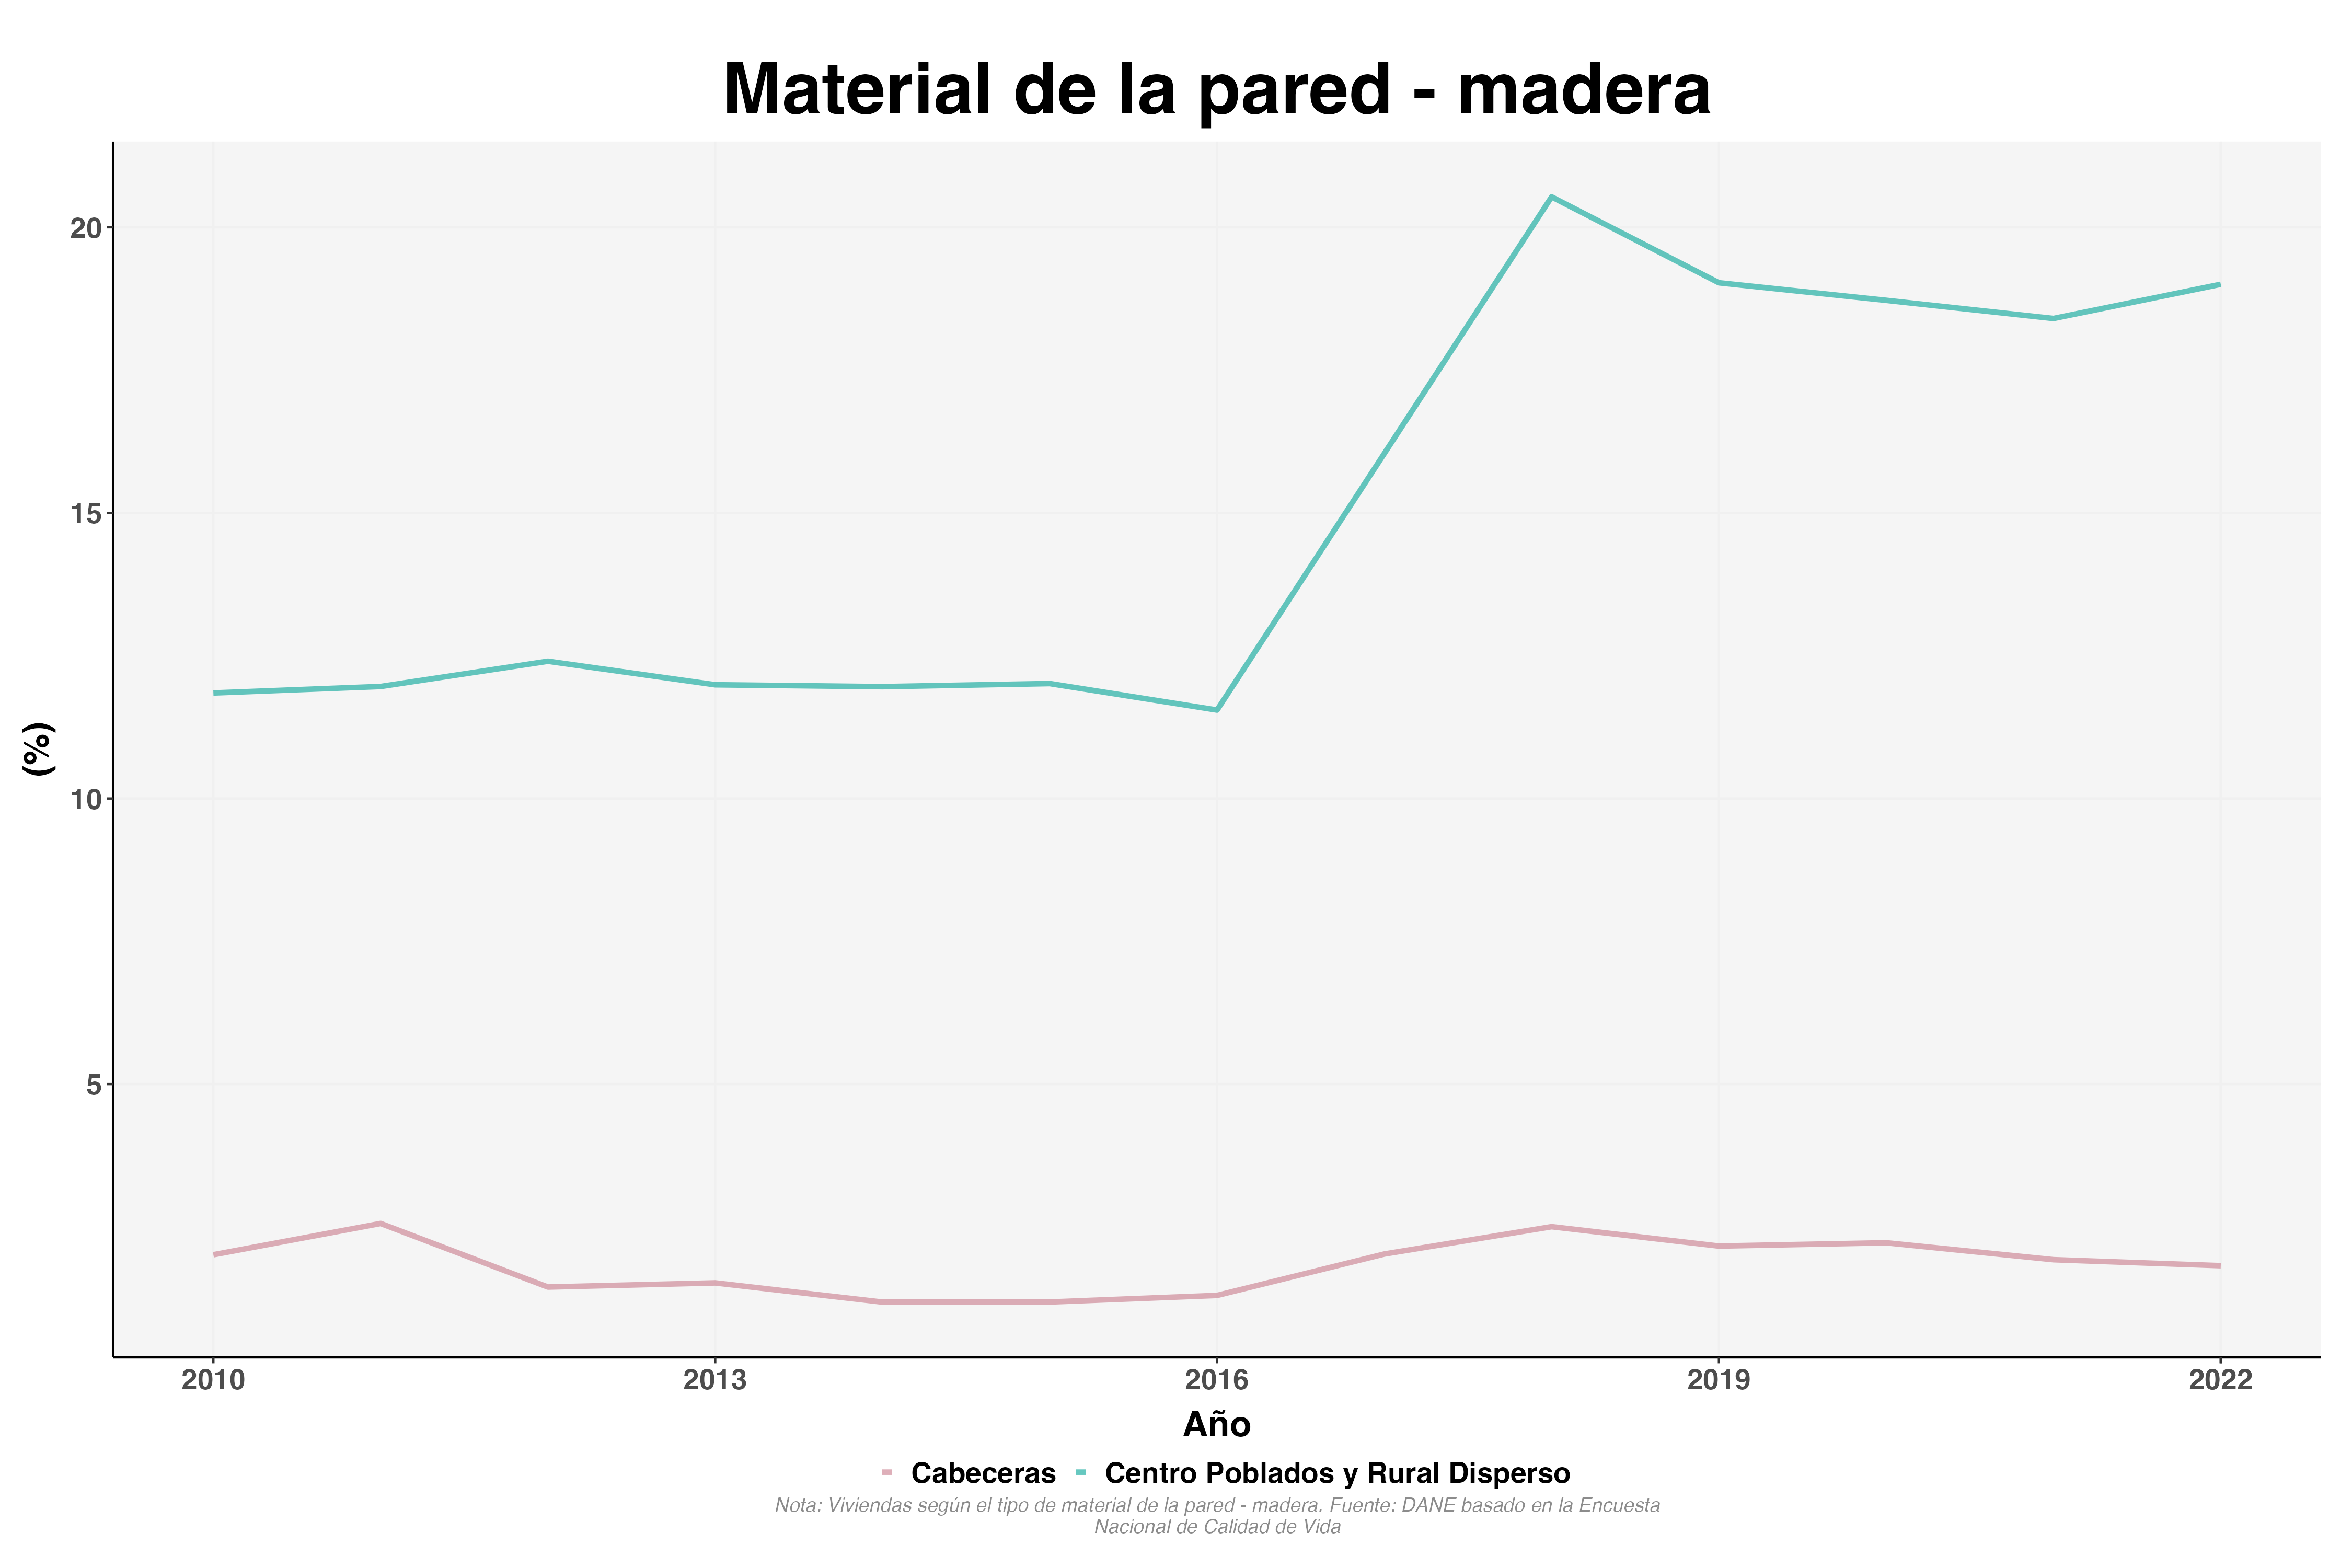 Material de la pared - madera
20
15
10
5
(%)
2010 2013 2016 2019 2022
Año
Cabeceras Centro Poblados y Rural Disperso
Nota: Viviendas según el tipo de material de la pared - madera. Fuente: DANE basado en la Encuesta
Nacional de Calidad de Vida